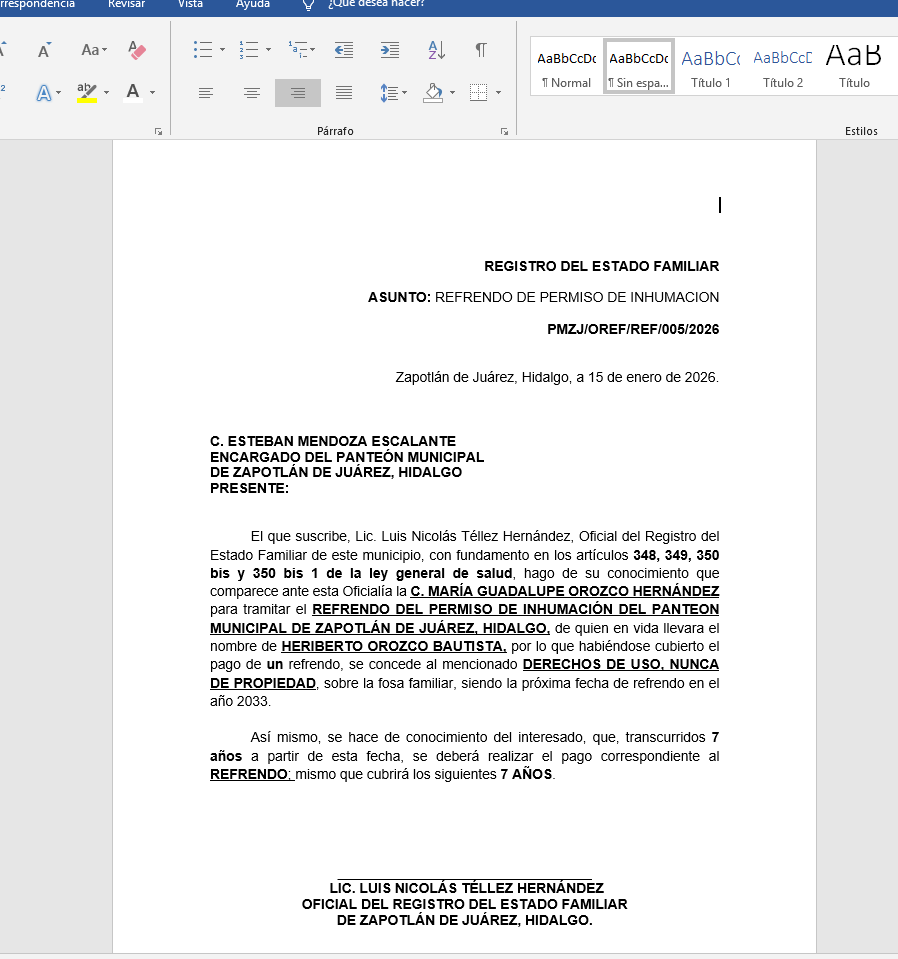 rrespondencia Revisar Vista Ayuda ¿Que desea hacer?
A Aa A
A ab A
Párrafo
AaBbCcDc AaBbCcDc AaBbCc AaBbCcD AaB
¶ Normal ¶ Sin espa... Título 1 Título 2 Título
Estilos
REGISTRO DEL ESTADO FAMILIAR
ASUNTO: REFRENDO DE PERMISO DE INHUMACION
PMZJ/OREF/REF/005/2026
Zapotlán de Juárez, Hidalgo, a 15 de enero de 2026.
C. ESTEBAN MENDOZA ESCALANTE
ENCARGADO DEL PANTEÓN MUNICIPAL
DE ZAPOTLÁN DE JUÁREZ, HIDALGO
PRESENTE:
El que suscribe, Lic. Luis Nicolás Téllez Hernández, Oficial del Registro del
Estado Familiar de este municipio, con fundamento en los artículos 348, 349, 350
bis y 350 bis 1 de la ley general de salud, hago de su conocimiento que
comparece ante esta Oficialía la C. MARÍA GUADALUPE OROZCO HERNÁNDEZ
para tramitar el REFRENDO DEL PERMISO DE INHUMACIÓN DEL PANTEON
MUNICIPAL DE ZAPOTLÁN DE JUÁREZ, HIDALGO, de quien en vida llevara el
nombre de HERIBERTO OROZCO BAUTISTA, por lo que habiéndose cubierto el
pago de un refrendo, se concede al mencionado DERECHOS DE USO, NUNCA
DE PROPIEDAD, sobre la fosa familiar, siendo la próxima fecha de refrendo en el
año 2033.
Así mismo, se hace de conocimiento del interesado, que, transcurridos 7
años a partir de esta fecha, se deberá realizar el pago correspondiente al
REFRENDO; mismo que cubrirá los siguientes 7 AÑOS.
LIC. LUIS NICOLÁS TÉLLEZ HERNÁNDEZ
OFICIAL DEL REGISTRO DEL ESTADO FAMILIAR
DE ZAPOTLÁN DE JUÁREZ, HIDALGO.